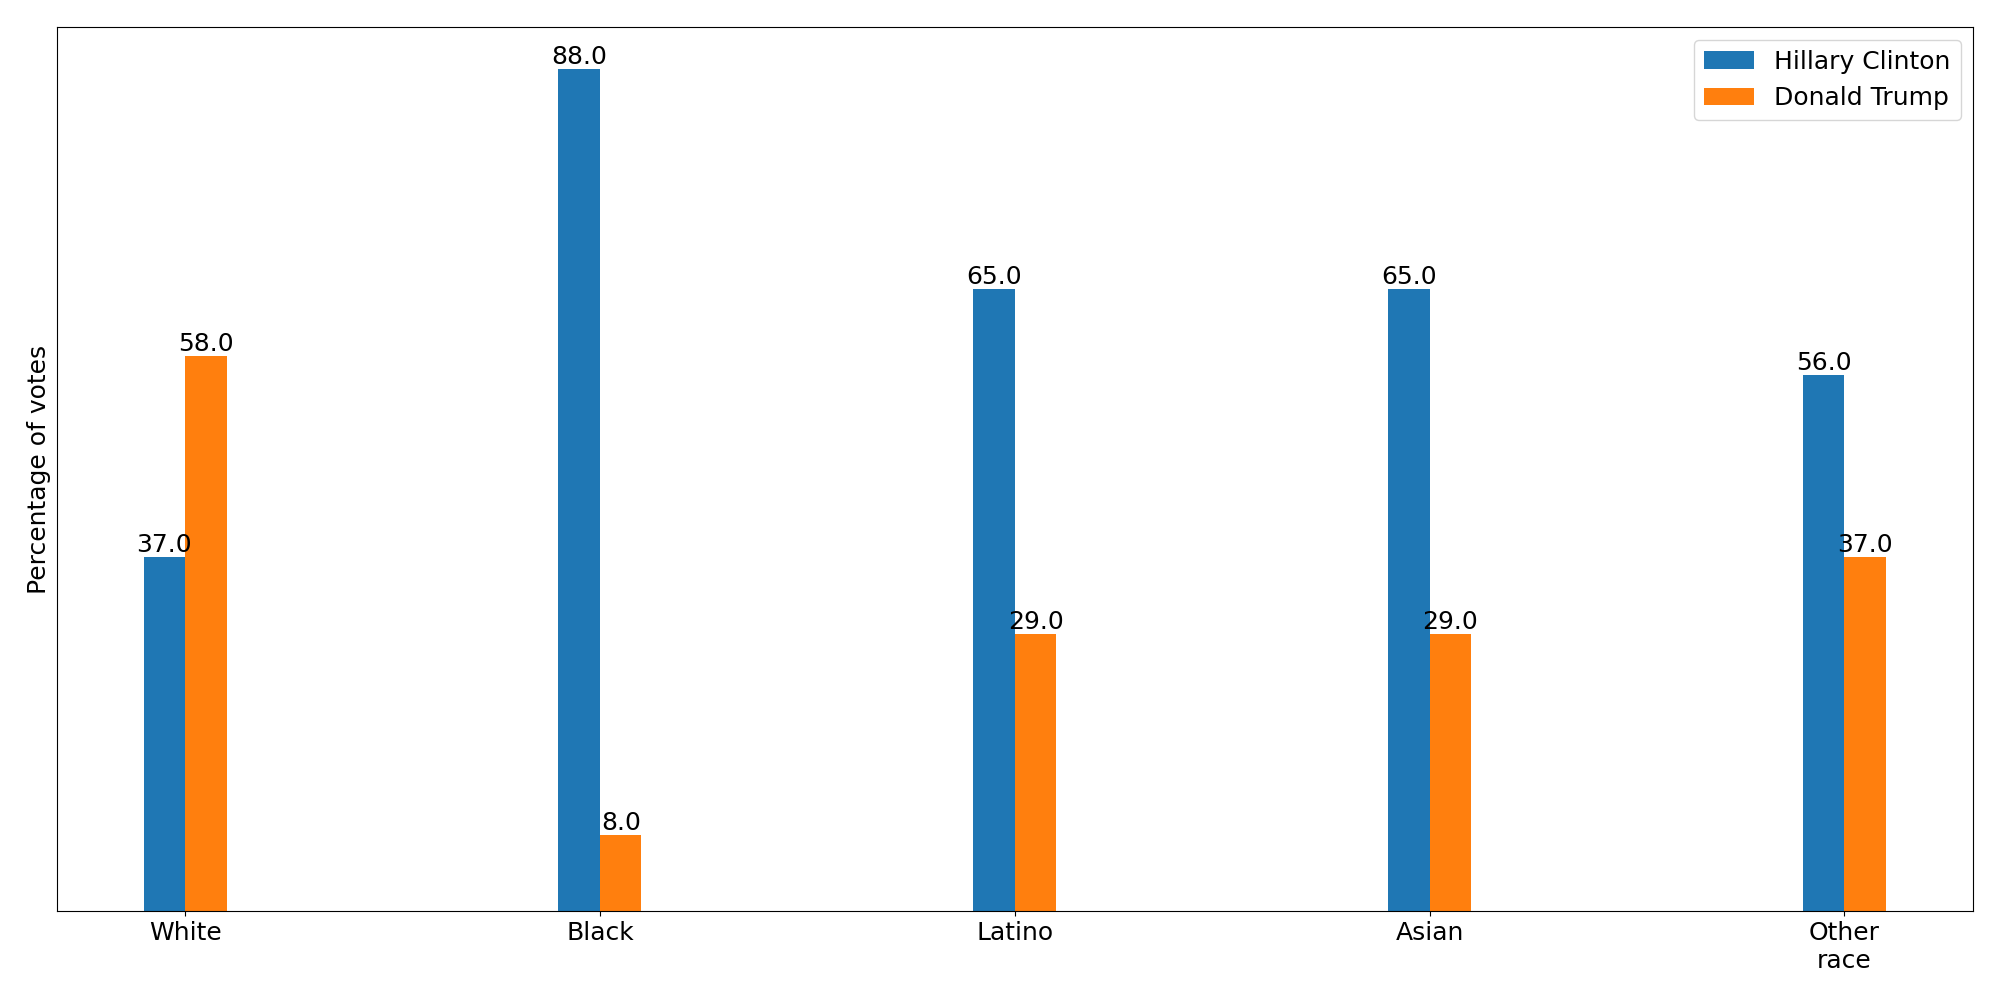 88.0
Hillary Clinton
Donald Trump
65.0
65.0
58.0
56.0
37.0
37.0
29.0
29.0
8.0
Percentage of votes
White
Black
Latino
Asian
Other
race